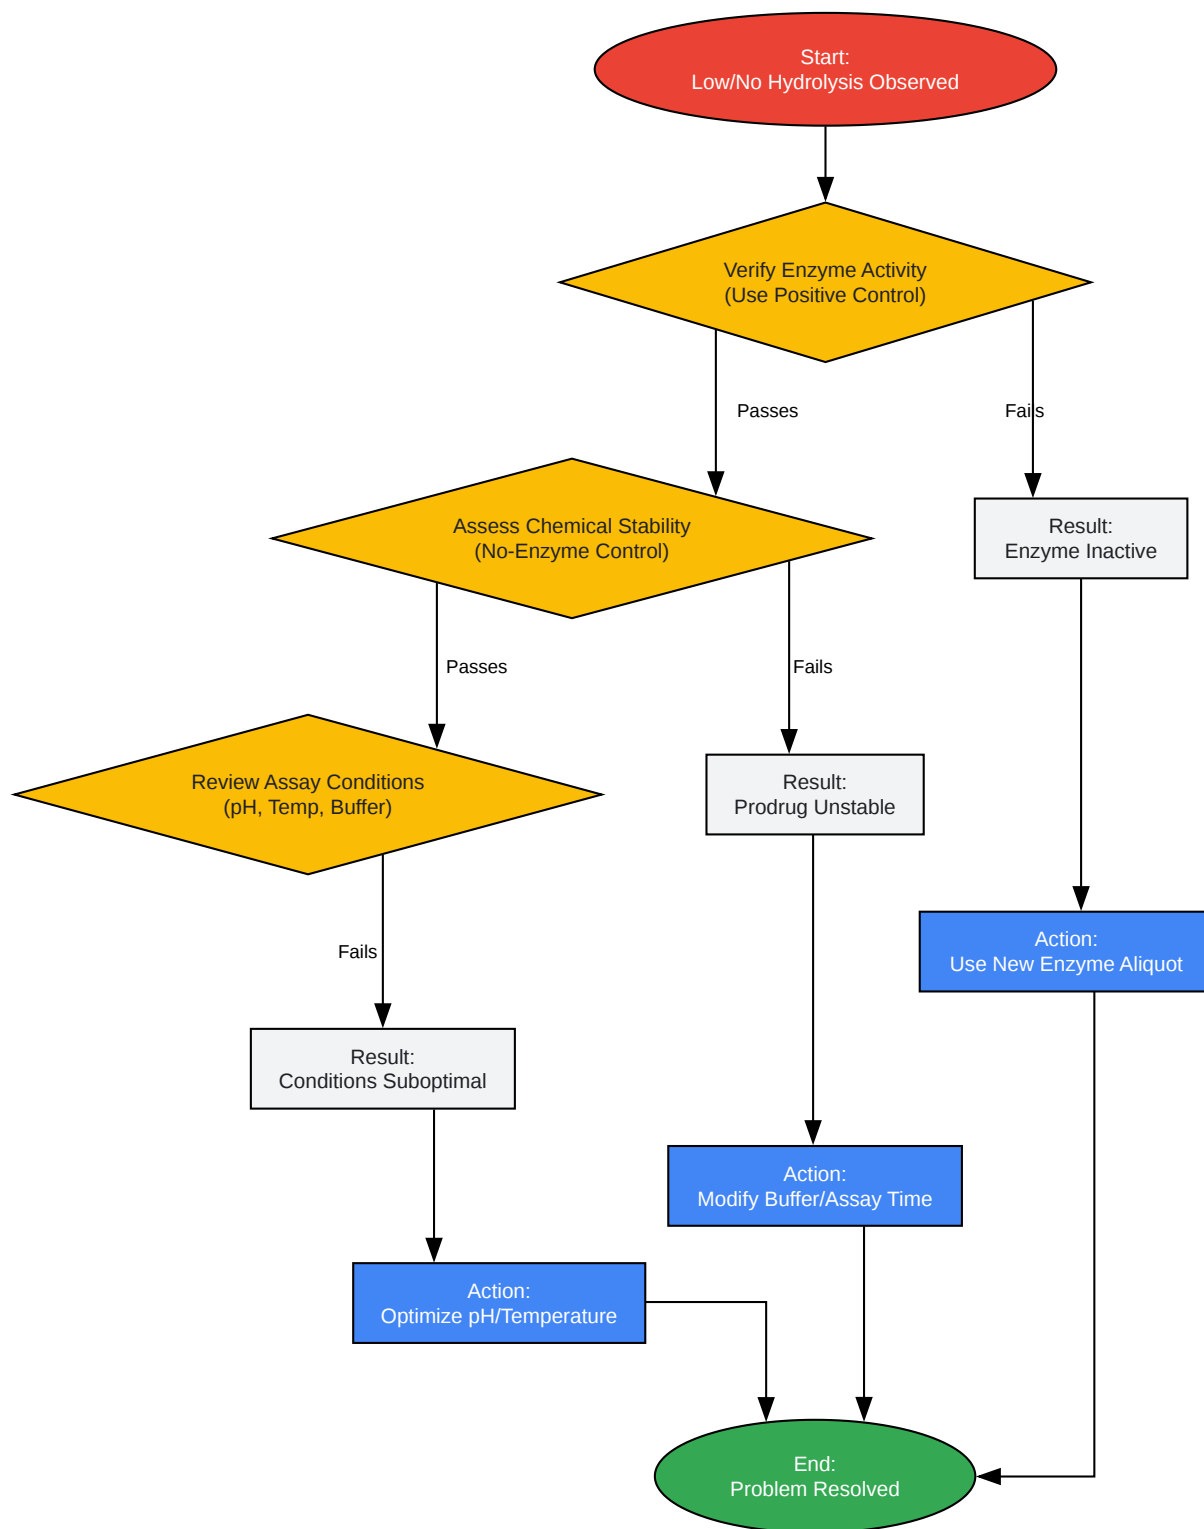 Start:
Low/No Hydrolysis Observed
Verify Enzyme Activity
(Use Positive Control)
Passes
Fails
Assess Chemical Stability
(No-Enzyme Control)
Result:
Enzyme Inactive
Passes
Fails
Review Assay Conditions
(pH, Temp, Buffer)
Result:
Prodrug Unstable
Action:
Use New Enzyme Aliquot
Fails
Result:
Conditions Suboptimal
Action:
Modify Buffer/Assay Time
Action:
Optimize pH/Temperature
End:
Problem Resolved